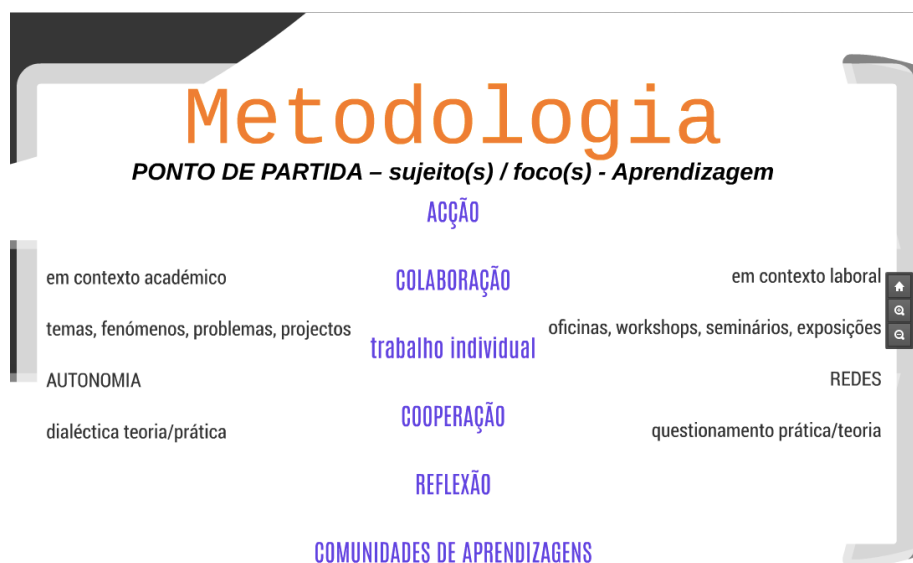 Metodologia
PONTO DE PARTIDA – sujeito(s) / foco(s) - Aprendizagem
ACÇÃO
em contexto académico
COLABORAÇÃO
em contexto laboral
temas, fenómenos, problemas, projectos
trabalho individual
oficinas, workshops, seminários, exposições
AUTONOMIA
REDES
COOPERAÇÃO
dialéctica teoria/prática
questionamento prática/teoria
REFLEXÃO
COMUNIDADES DE APRENDIZAGENS